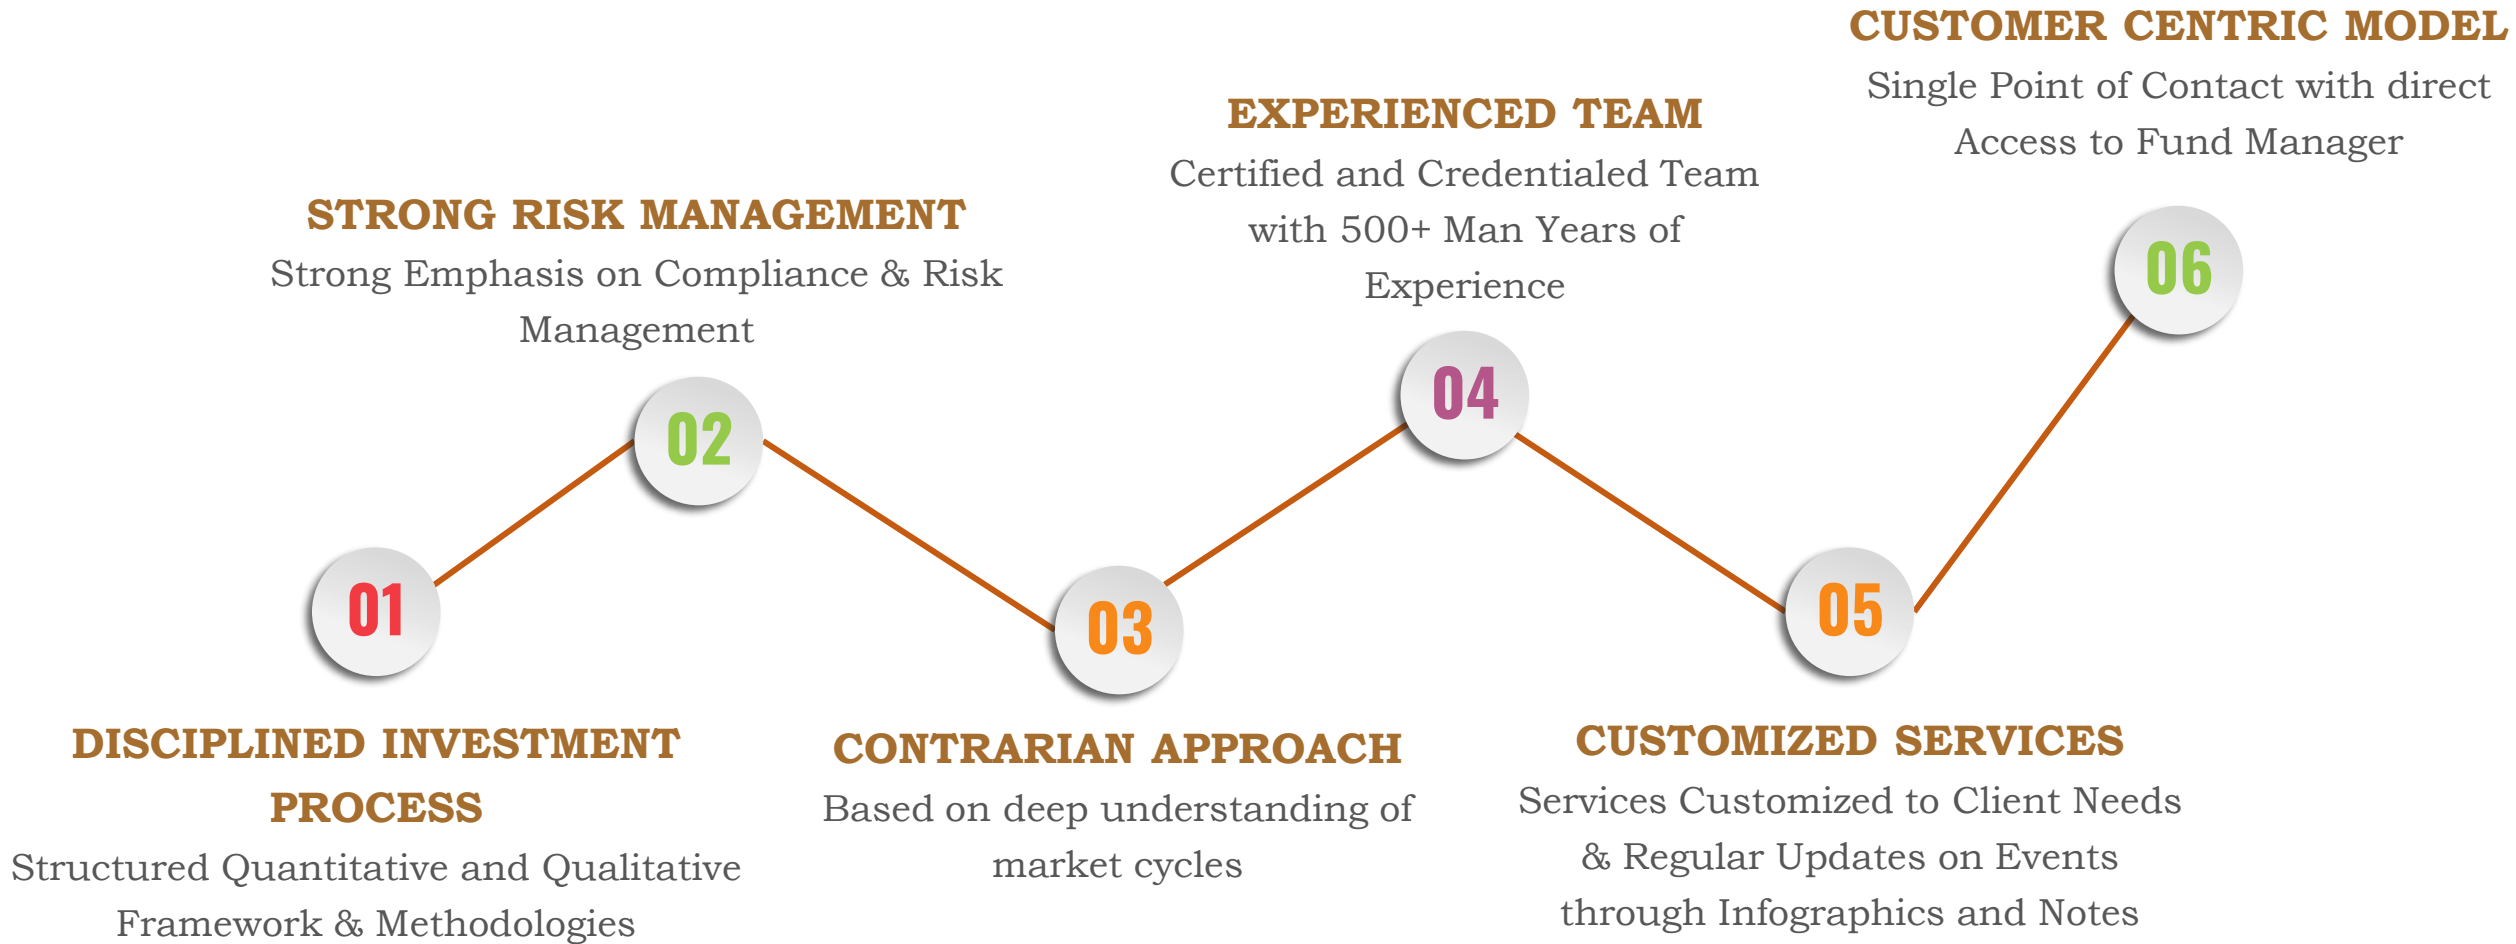 01
DISCIPLINED INVESTMENT
PROCESS
Structured Quantitative and Qualitative
Framework & Methodologies
02
STRONG RISK MANAGEMENT
Strong Emphasis on Compliance & Risk
Management
03
CONTRARIAN APPROACH
Based on deep understanding of
market cycles
04
EXPERIENCED TEAM
Certified and Credentialed Team
with 500+ Man Years of
Experience
05
CUSTOMIZED SERVICES
Services Customized to Client Needs
& Regular Updates on Events
through Infographics and Notes
06
CUSTOMER CENTRIC MODEL
Single Point of Contact with direct
Access to Fund Manager